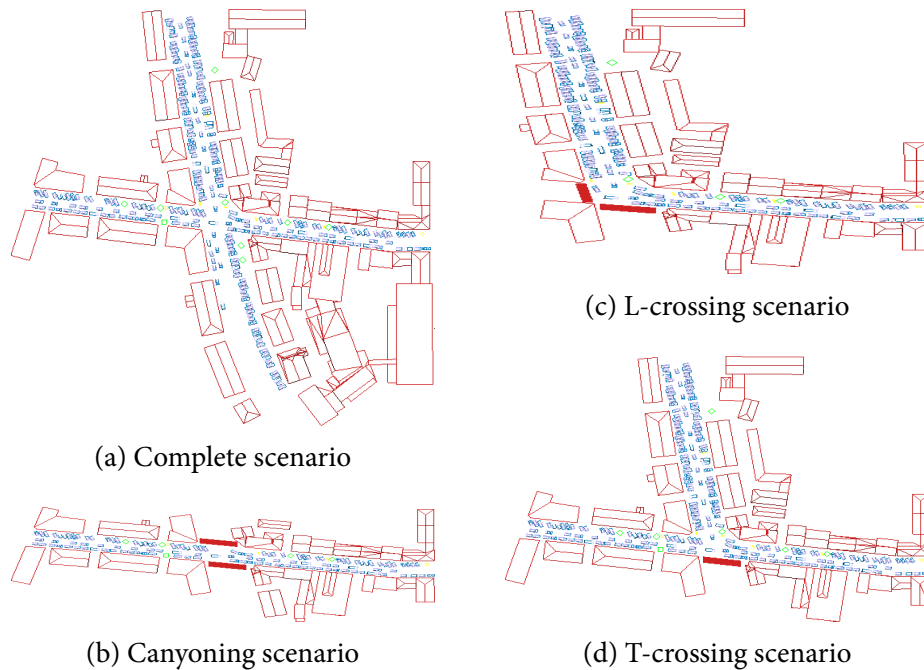 (a) Complete scenario
(b) Canyoning scenario
(c) L-crossing scenario
(d) T-crossing scenario